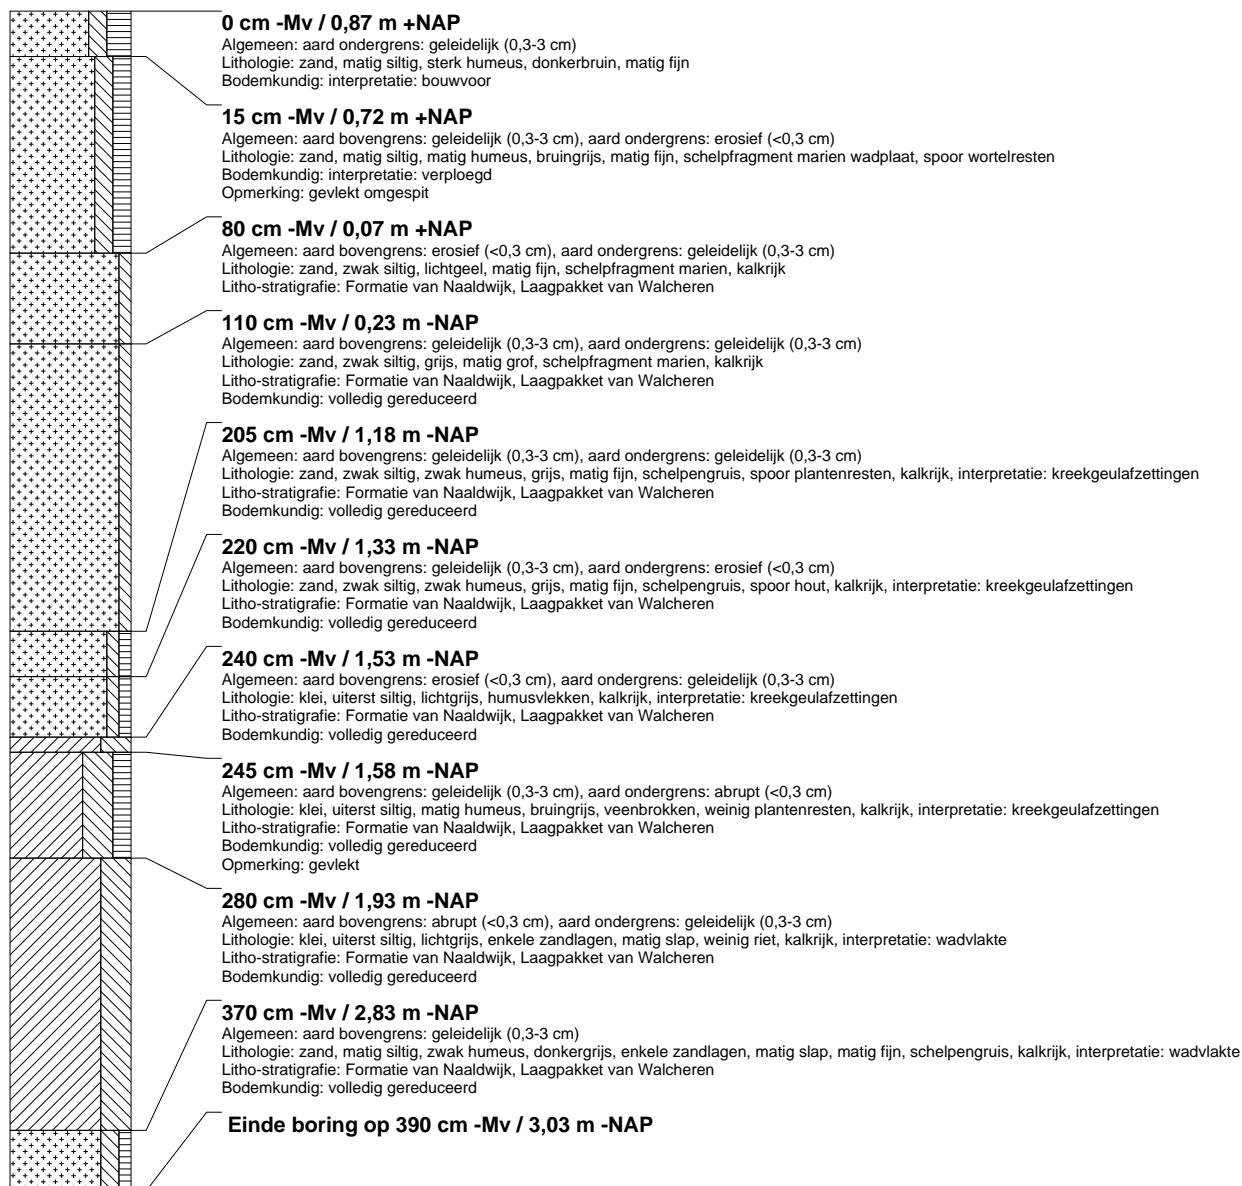 0 cm -Mv / 0,87 m +NAP
Algemeen: aard ondergrens: geleidelijk (0,3-3 cm)
Lithologie: zand, matig siltig, sterk humeus, donkerbruin, matig fijn
Bodemkundig: interpretatie: bouwvoor
15 cm -Mv / 0,72 m +NAP
Algemeen: aard bovengrens: geleidelijk (0,3-3 cm), aard ondergrens: erosief (<0,3 cm)
Lithologie: zand, matig siltig, matig humeus, bruingrijs, matig fijn, schelpfragment marien wadplaat, spoor wortelresten
Bodemkundig: interpretatie: verploegd
Opmerking: gevlekt omgespit
80 cm -Mv / 0,07 m +NAP
Algemeen: aard bovengrens: erosief (<0,3 cm), aard ondergrens: geleidelijk (0,3-3 cm)
Lithologie: zand, zwak siltig, lichtgeel, matig fijn, schelpfragment marien, kalkrijk
Litho-stratigrafie: Formatie van Naaldwijk, Laagpakket van Walcheren
110 cm -Mv / 0,23 m -NAP
Algemeen: aard bovengrens: geleidelijk (0,3-3 cm), aard ondergrens: geleidelijk (0,3-3 cm)
Lithologie: zand, zwak siltig, grijs, matig grof, schelpfragment marien, kalkrijk
Litho-stratigrafie: Formatie van Naaldwijk, Laagpakket van Walcheren
Bodemkundig: volledig gereduceerd
205 cm -Mv / 1,18 m -NAP
Algemeen: aard bovengrens: geleidelijk (0,3-3 cm), aard ondergrens: geleidelijk (0,3-3 cm)
Lithologie: zand, zwak siltig, zwak humeus, grijs, matig fijn, schelpengruis, spoor plantenresten, kalkrijk, interpretatie: kreekgeulafzettingen
Litho-stratigrafie: Formatie van Naaldwijk, Laagpakket van Walcheren
Bodemkundig: volledig gereduceerd
220 cm -Mv / 1,33 m -NAP
Algemeen: aard bovengrens: geleidelijk (0,3-3 cm), aard ondergrens: erosief (<0,3 cm)
Lithologie: zand, zwak siltig, zwak humeus, grijs, matig fijn, schelpengruis, spoor hout, kalkrijk, interpretatie: kreekgeulafzettingen
Litho-stratigrafie: Formatie van Naaldwijk, Laagpakket van Walcheren
Bodemkundig: volledig gereduceerd
240 cm -Mv / 1,53 m -NAP
Algemeen: aard bovengrens: erosief (<0,3 cm), aard ondergrens: geleidelijk (0,3-3 cm)
Lithologie: klei, uiterst siltig, lichtgrijs, humusvlekken, kalkrijk, interpretatie: kreekgeulafzettingen
Litho-stratigrafie: Formatie van Naaldwijk, Laagpakket van Walcheren
Bodemkundig: volledig gereduceerd
245 cm -Mv / 1,58 m -NAP
Algemeen: aard bovengrens: geleidelijk (0,3-3 cm), aard ondergrens: abrupt (<0,3 cm)
Lithologie: klei, uiterst siltig, matig humeus, bruingrijs, veenbrokken, weinig plantenresten, kalkrijk, interpretatie: kreekgeulafzettingen
Litho-stratigrafie: Formatie van Naaldwijk, Laagpakket van Walcheren
Bodemkundig: volledig gereduceerd
Opmerking: gevlekt
280 cm -Mv / 1,93 m -NAP
Algemeen: aard bovengrens: abrupt (<0,3 cm), aard ondergrens: geleidelijk (0,3-3 cm)
Lithologie: klei, uiterst siltig, lichtgrijs, enkele zandlagen, matig slap, weinig riet, kalkrijk, interpretatie: wadvlakte
Litho-stratigrafie: Formatie van Naaldwijk, Laagpakket van Walcheren
Bodemkundig: volledig gereduceerd
370 cm -Mv / 2,83 m -NAP
Algemeen: aard bovengrens: geleidelijk (0,3-3 cm)
Lithologie: zand, matig siltig, zwak humeus, donkergrijs, enkele zandlagen, matig slap, matig fijn, schelpengruis, kalkrijk, interpretatie: wadvlakte
Litho-stratigrafie: Formatie van Naaldwijk, Laagpakket van Walcheren
Bodemkundig: volledig gereduceerd
Einde boring op 390 cm -Mv / 3,03 m -NAP